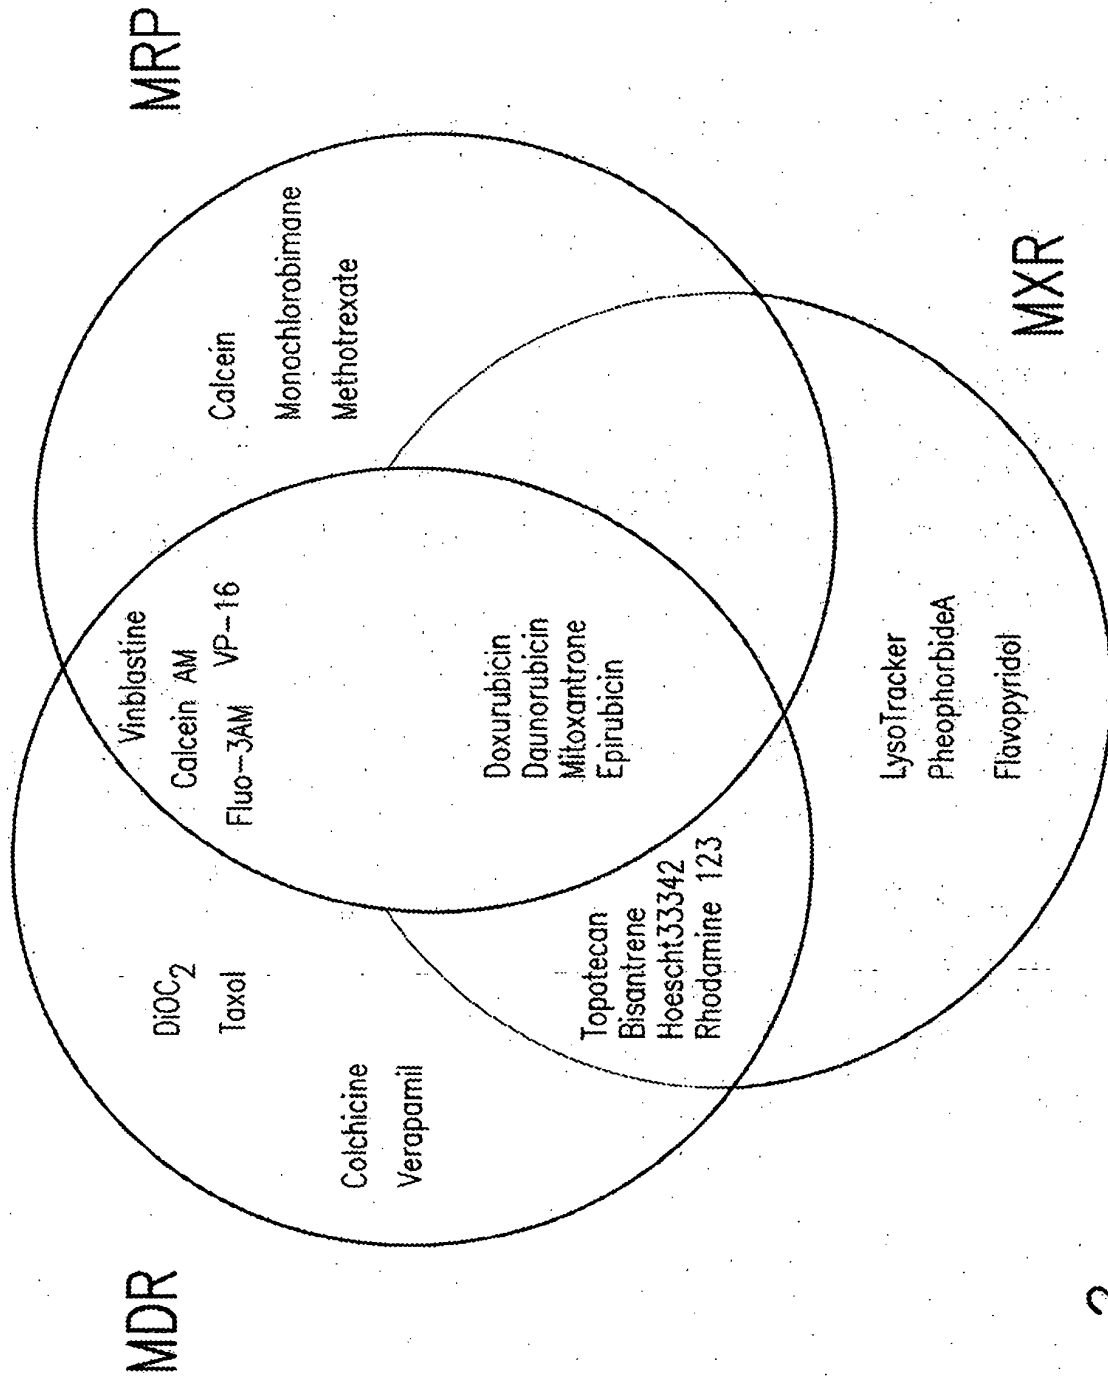 MDR
MRP
DiOC2
Taxol
Colchicine
Verapamil
Vinblastine
Calcein AM
Fluo-3AM VP-16
Calcein
Monochlorobimane
Methotrexate
Doxurubicin
Daunorubicin
Mitoxantrone
Epirubicin
Topotecan
Bisantrene
Hoescht33342
Rhodamine 123
LysoTracker
PheophorbideA
Flavopyridol
MXR